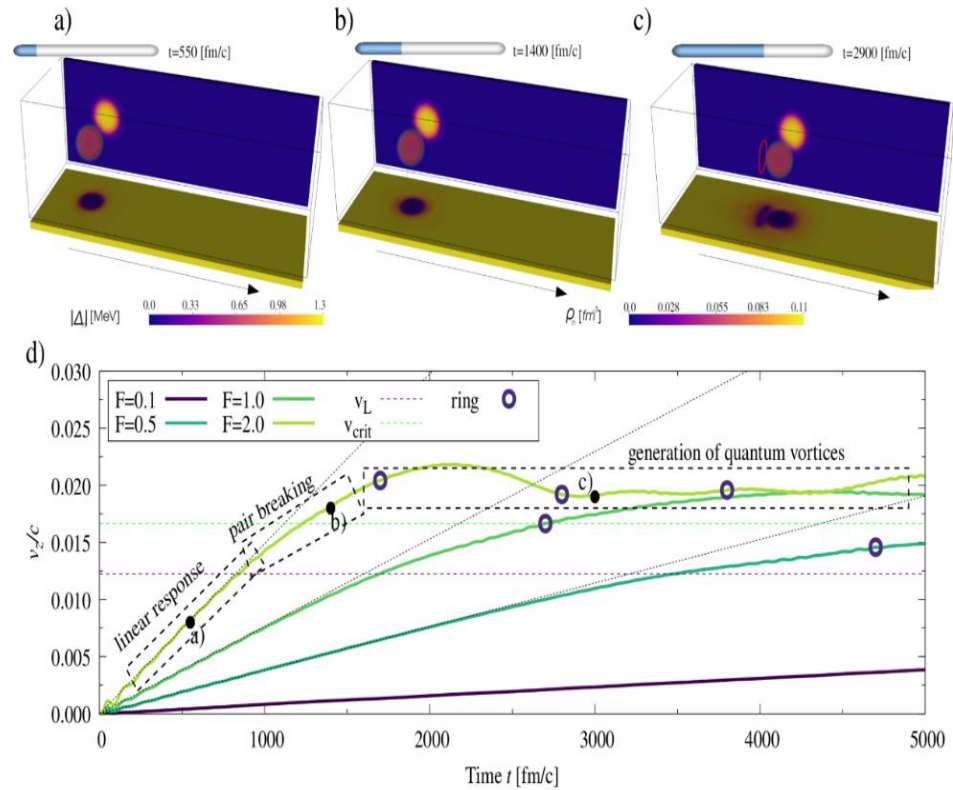 a)
t=550 [fm/c]
b)
t=1400 [fm/c]
c)
t=2900 [fm/c]
|Δ| [MeV]
0.0 0.33 0.65 0.98 1.3
ρn [fm³]
0.0 0.028 0.055 0.083 0.11
d)
0.030
0.025
0.020
0.015
0.010
0.005
0.000
v_z/c
F=0.1
F=0.5
F=1.0
F=2.0
v_L
v_crit
ring
linear response
pair breaking
generation of quantum vortices
a)
b)
c)
0 1000 2000 3000 4000 5000
Time t [fm/c]